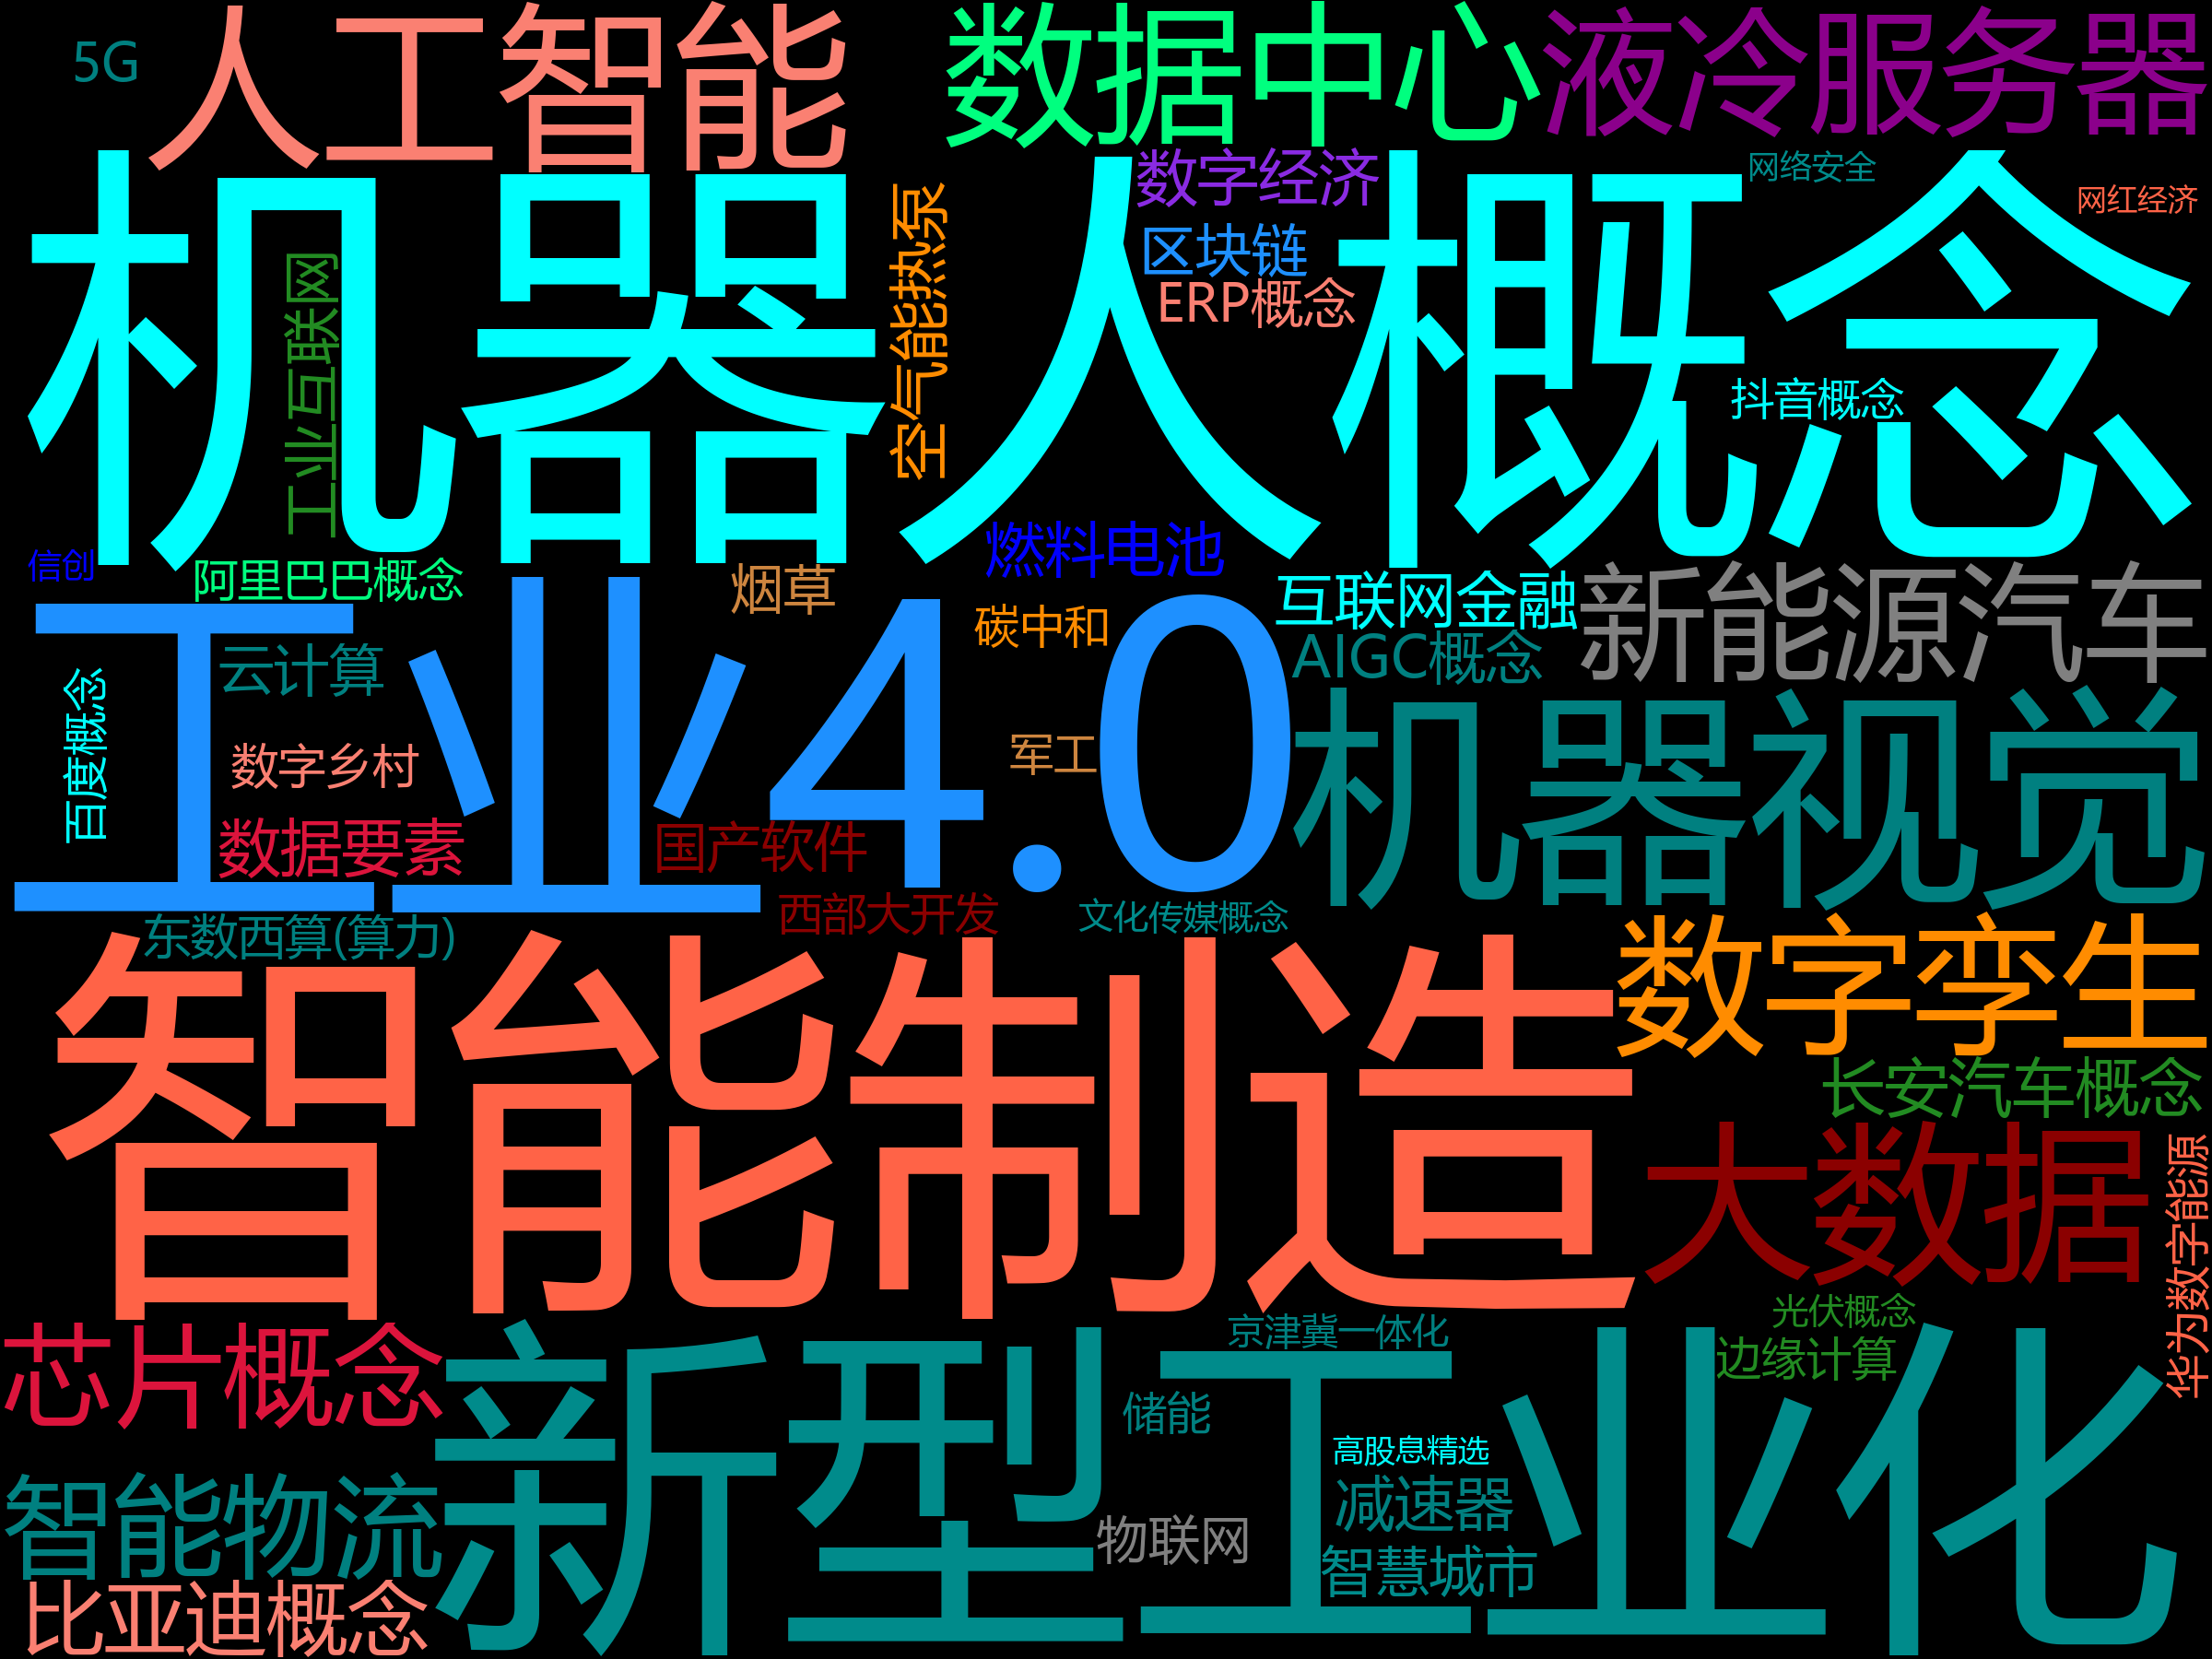 5G
人工智能
数据中心
液冷服务器
机器人概念
数字经济
网络安全
网红经济
区块链
ERP概念
空气能热泵
工业互联网
抖音概念
燃料电池
信创
阿里巴巴概念
烟草
碳中和
互联网金融
新能源汽车
AIGC概念
工业4.0
云计算
百度概念
数字乡村
军工
机器视觉
数据要素
国产软件
西部大开发
文化传媒概念
东数西算(算力)
数字孪生
智能制造
长安汽车概念
大数据
华为数字能源
光伏概念
京津冀一体化
边缘计算
芯片概念
新型工业化
储能
高股息精选
智能物流
减速器
物联网
智慧城市
比亚迪概念